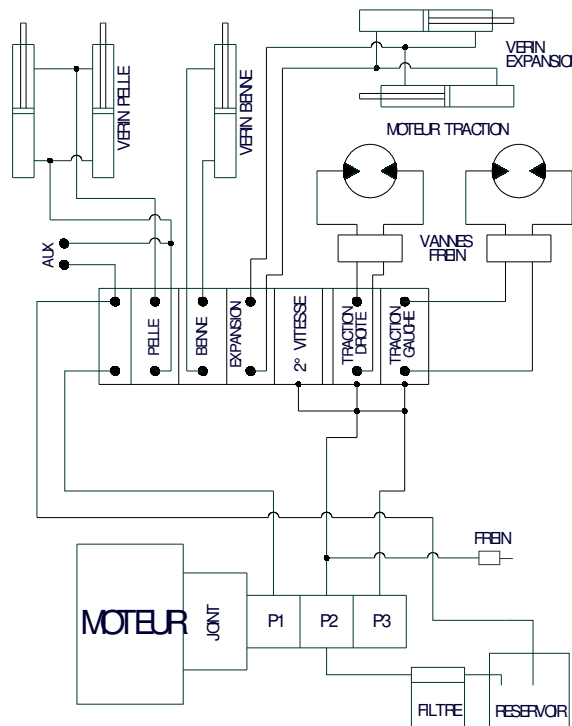 VERIN PELLE
VERIN BENNE
VERIN
EXPANSION
MOTEUR TRACTION
VANNES
FREIN
AUX
PELLE
BENNE
EXPANSION
2° VITESSE
TRACTION
DROITE
TRACTION
GAUCHE
FREIN
MOTEUR
JOINT
P1
P2
P3
FILTRE
RESERVOIR